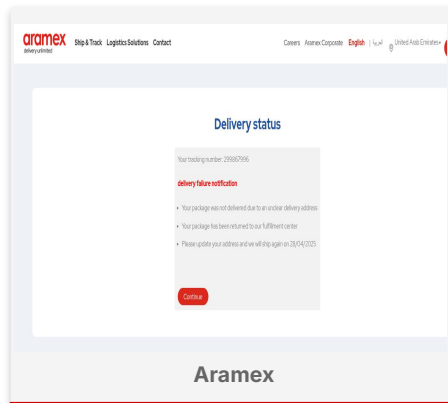 aramex
delivery unlimited
Ship & Track Logistics Solutions Contact
Careers Aramex Corporate English | العربية United Arab Emirates
Delivery status
Your tracking number: 299867996
delivery failure notification
• Your package was not delivered due to an unclear delivery address
• Your package has been returned to our fulfillment center
• Please update your address and we will ship again on 28/04/2025
Continue
Aramex